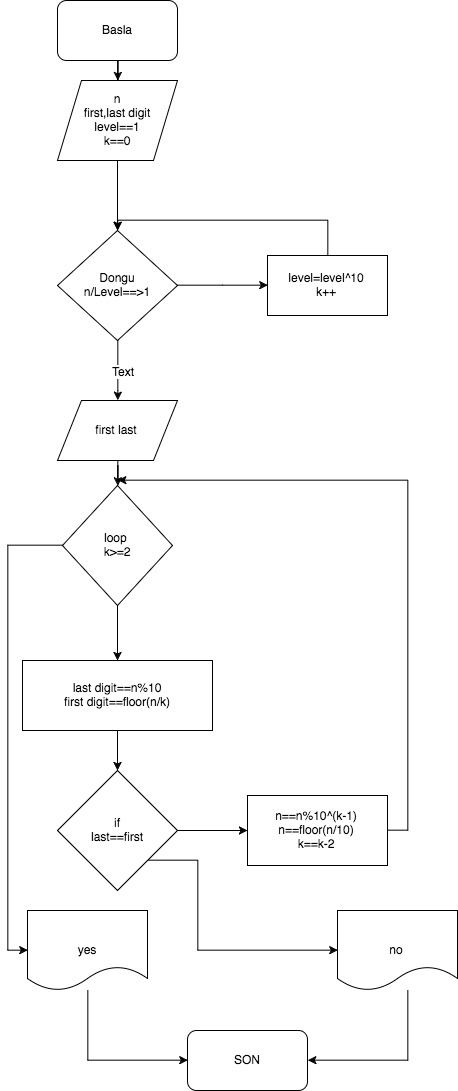 Basla
n
first,last digit
level==1
k==0
Dongu
n/Level==>1
level=level^10
k++
Text
first last
loop
k>=2
last digit==n%10
first digit==floor(n/k)
if
last==first
n==n%10^(k-1)
n==floor(n/10)
k==k-2
yes
no
SON